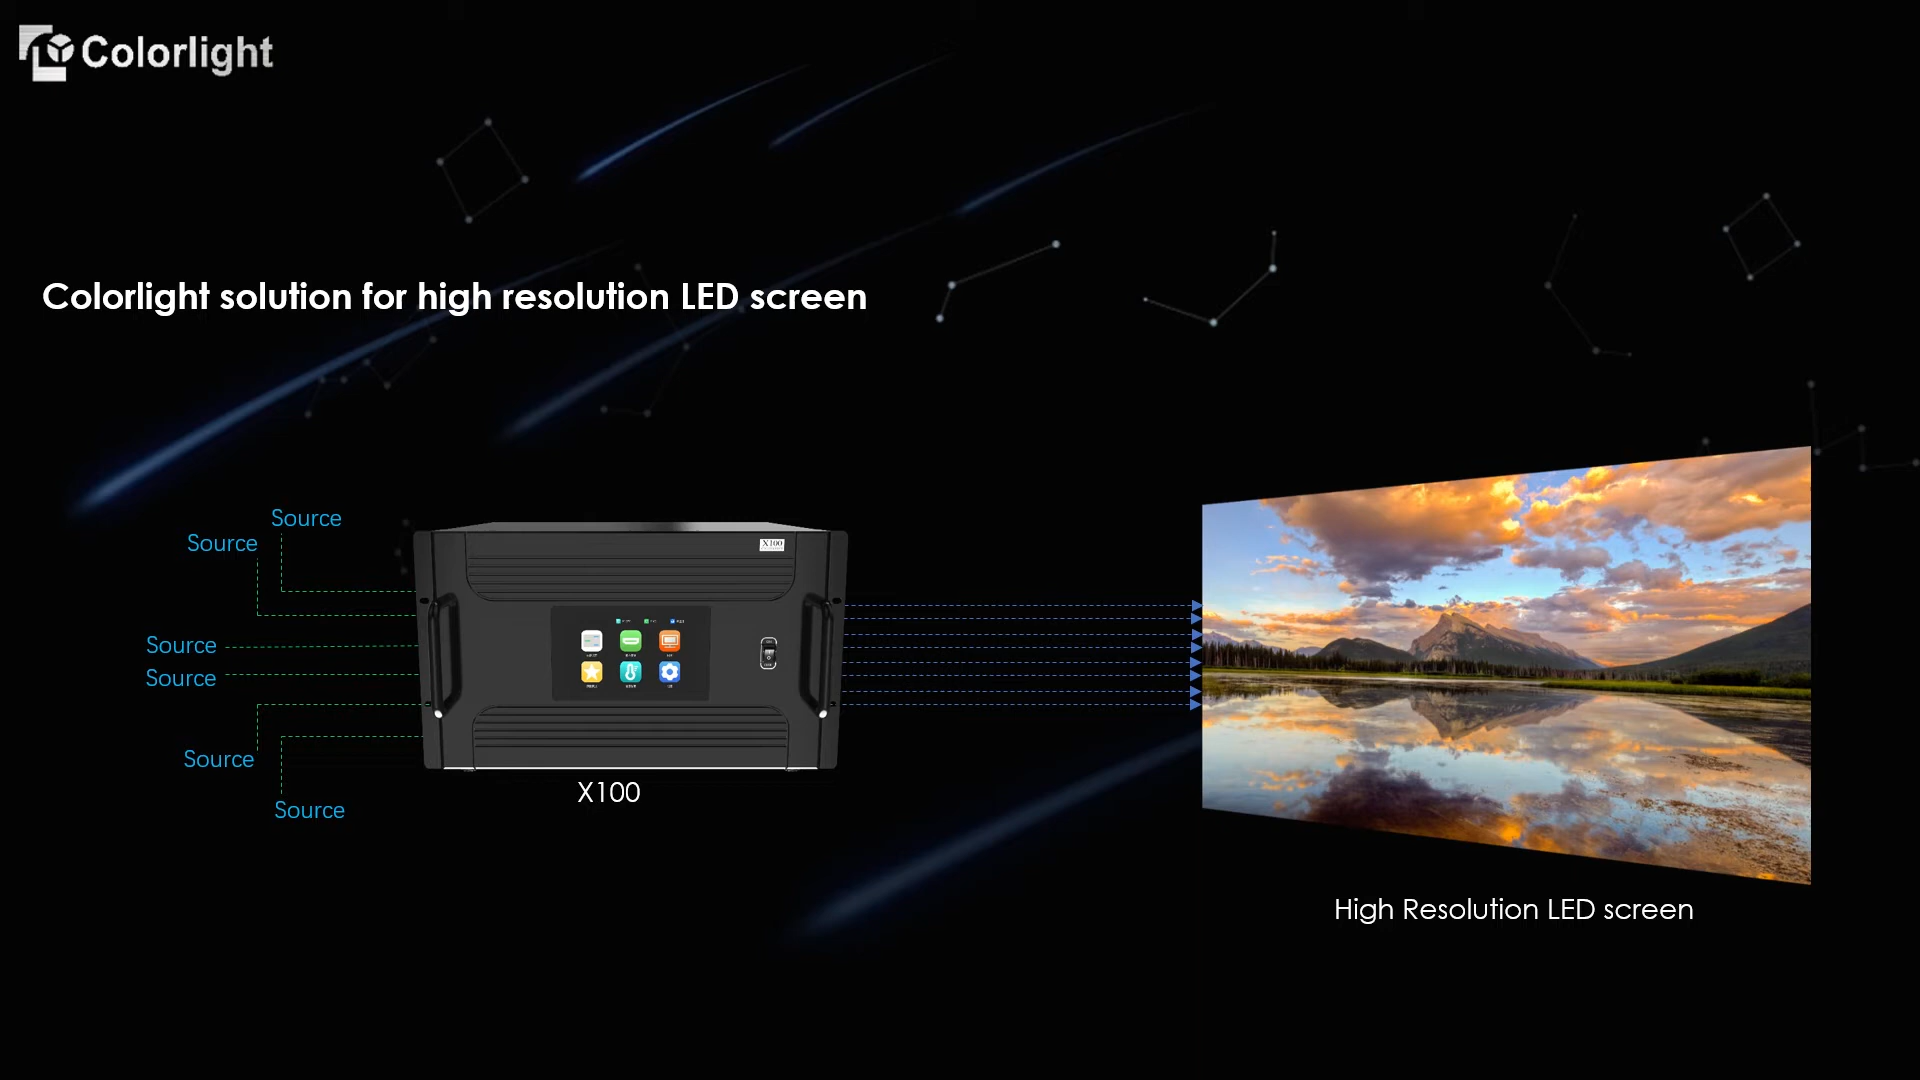 Colorlight
Colorlight solution for high resolution LED screen
Source
Source
Source
Source
Source
Source
X100
X100
High Resolution LED screen